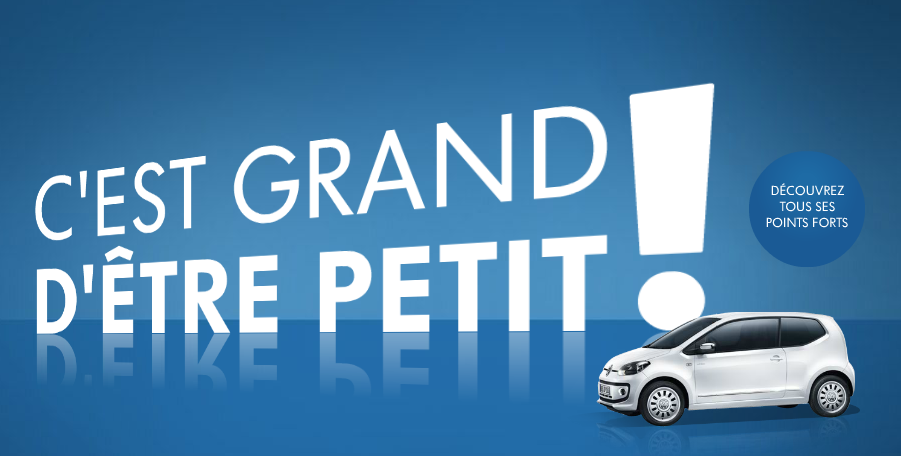 C'EST GRAND
D'ÊTRE PETIT!
DÉCOUVREZ
TOUS SES
POINTS FORTS